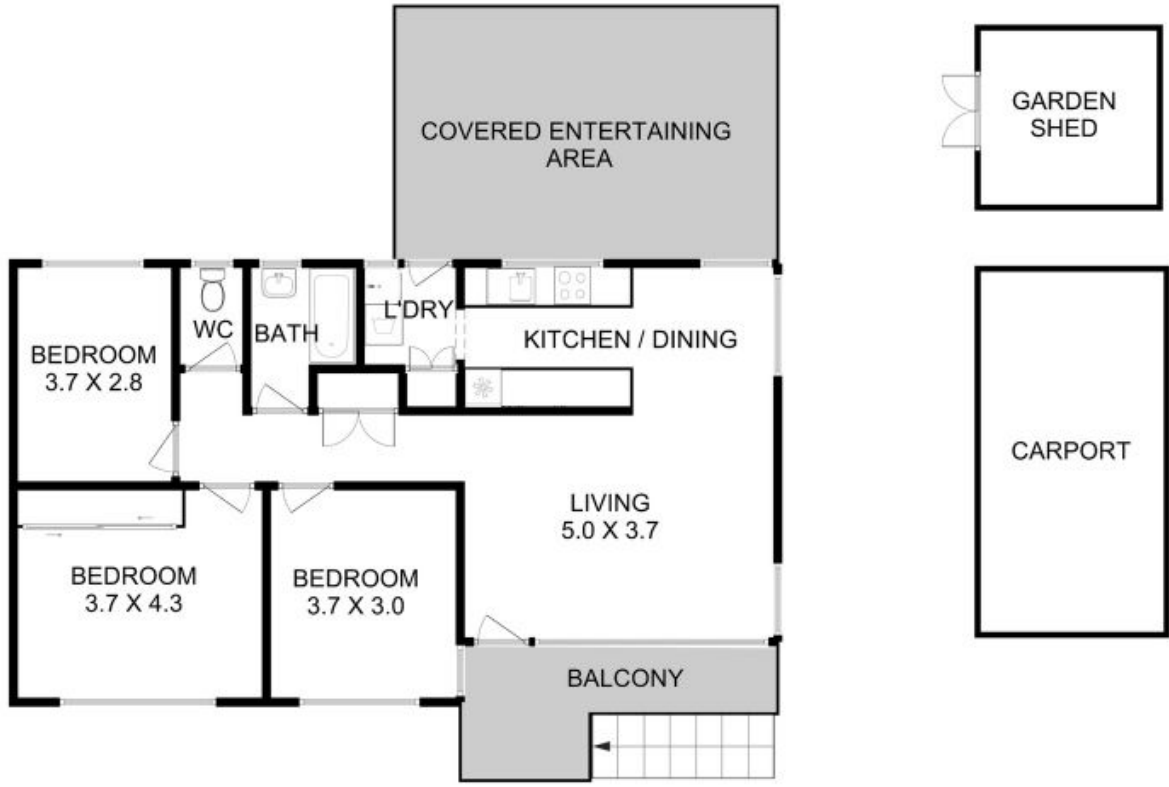 COVERED ENTERTAINING
AREA
GARDEN
SHED
WC
BATH
L'DRY
KITCHEN / DINING
BEDROOM
3.7 X 2.8
CARPORT
LIVING
5.0 X 3.7
BEDROOM
3.7 X 4.3
BEDROOM
3.7 X 3.0
BALCONY